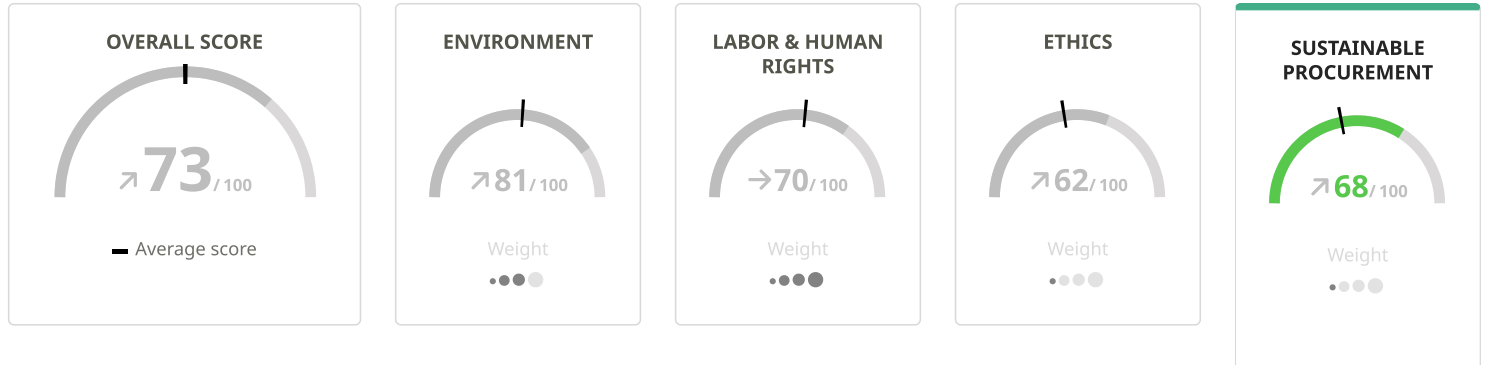 OVERALL SCORE
73 / 100
Average score
ENVIRONMENT
81 / 100
Weight
LABOR & HUMAN
RIGHTS
70 / 100
Weight
ETHICS
62 / 100
Weight
SUSTAINABLE
PROCUREMENT
68 / 100
Weight